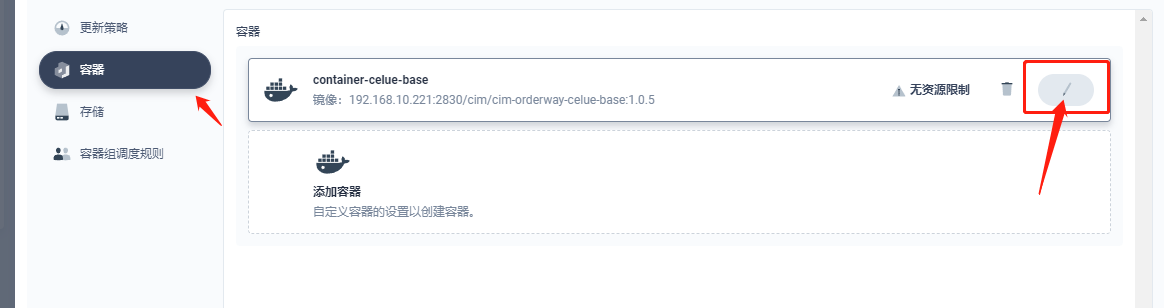 更新策略
容器
存储
容器组调度规则
容器
container-celue-base
镜像：192.168.10.221:2830/cim/cim-orderway-celue-base:1.0.5
无资源限制
添加容器
自定义容器的设置以创建容器。